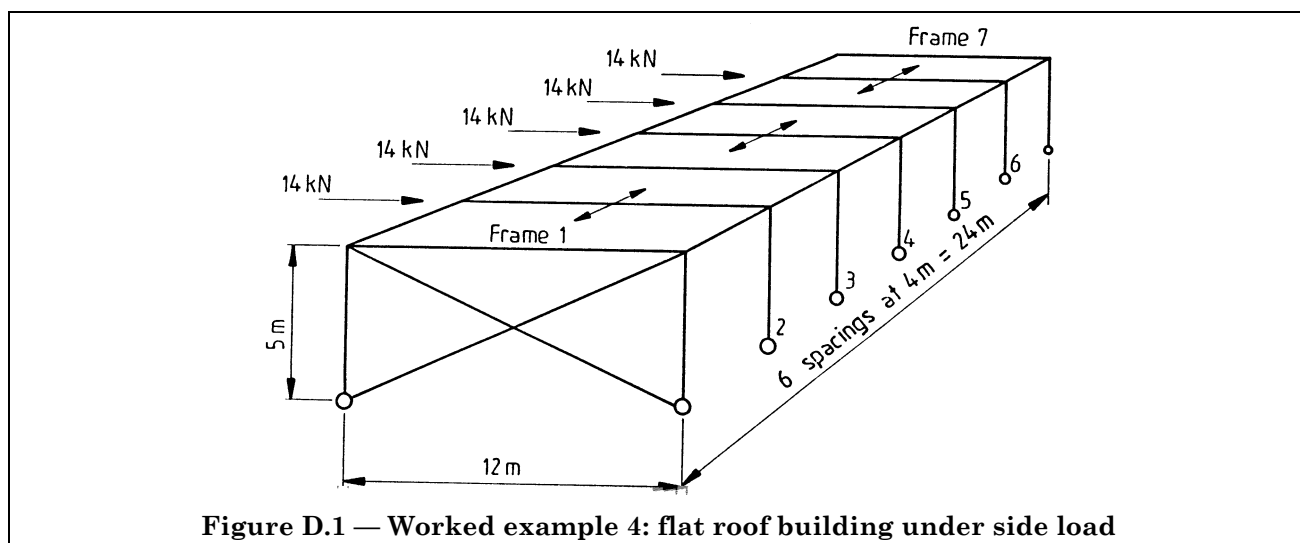 Frame 7
14 kN
14 kN
14 kN
14 kN
14 kN
Frame 1
6
5
4
3
2
5 m
6 spacings at 4 m = 24 m
12 m
Figure D.1 — Worked example 4: flat roof building under side load